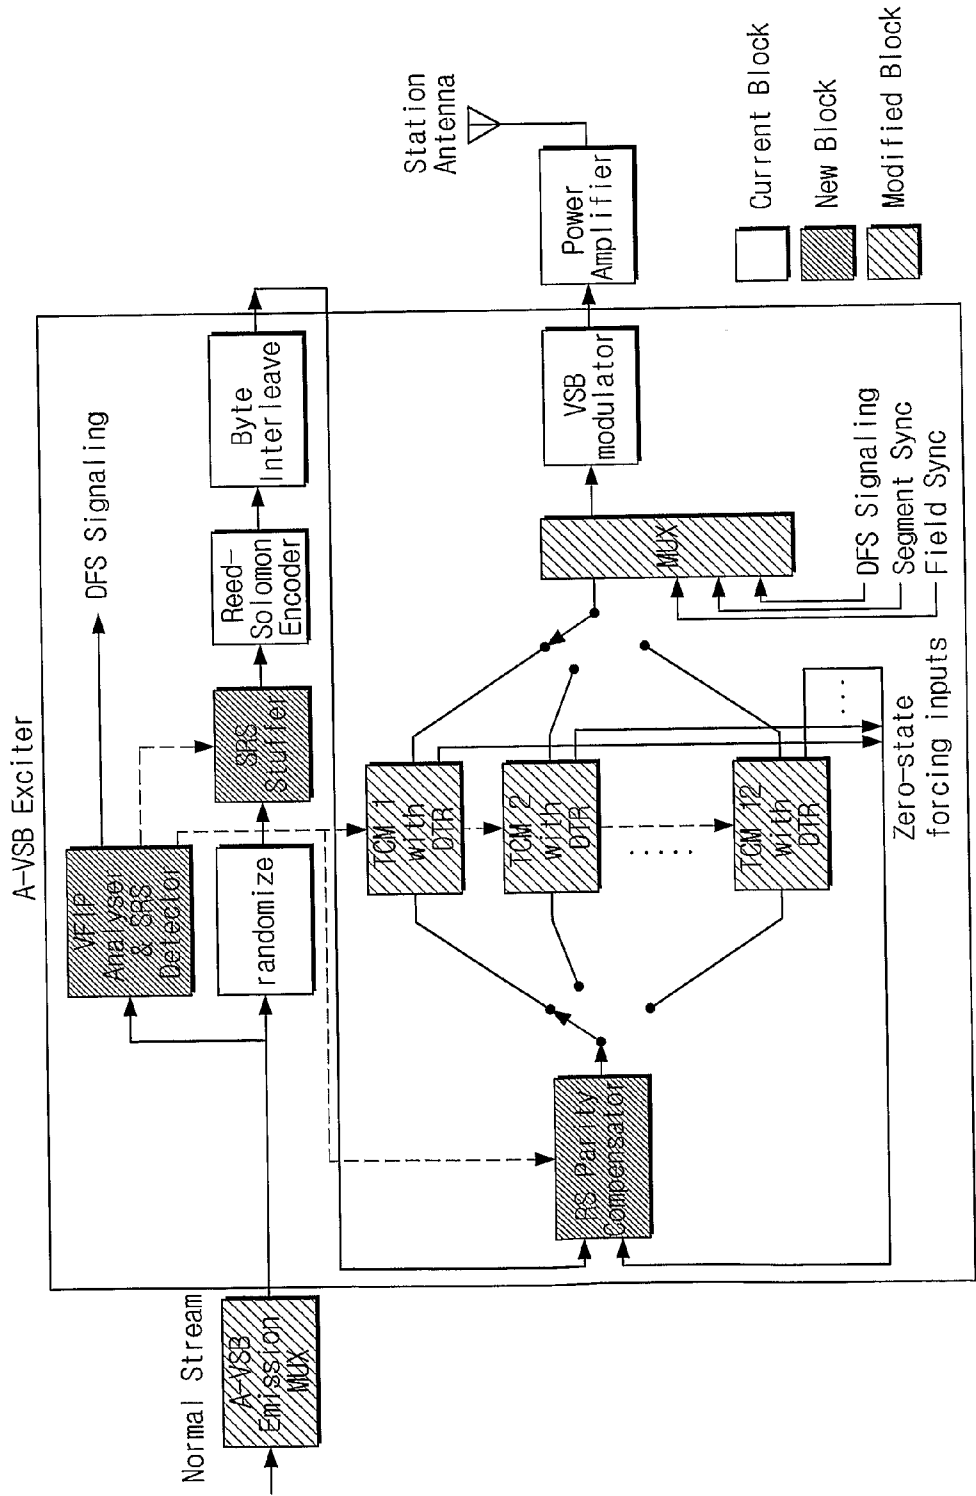 A-VSB Exciter
Normal Stream
A-VSB
Emission
MUX
VFIP
Analyser
& SRS
Detector
DFS Signaling
randomize
SRS
Stuffer
Reed-
Solomon
Encoder
Byte
Interleave
RS Parity
Compensator
TCM 1
with
DTR
TCM 2
with
DTR
TCM 12
with
DTR
Zero-state
forcing inputs
MUX
DFS Signaling
Segment Sync
Field Sync
VSB
modulator
Power
Amplifier
Station
Antenna
Current Block
New Block
Modified Block